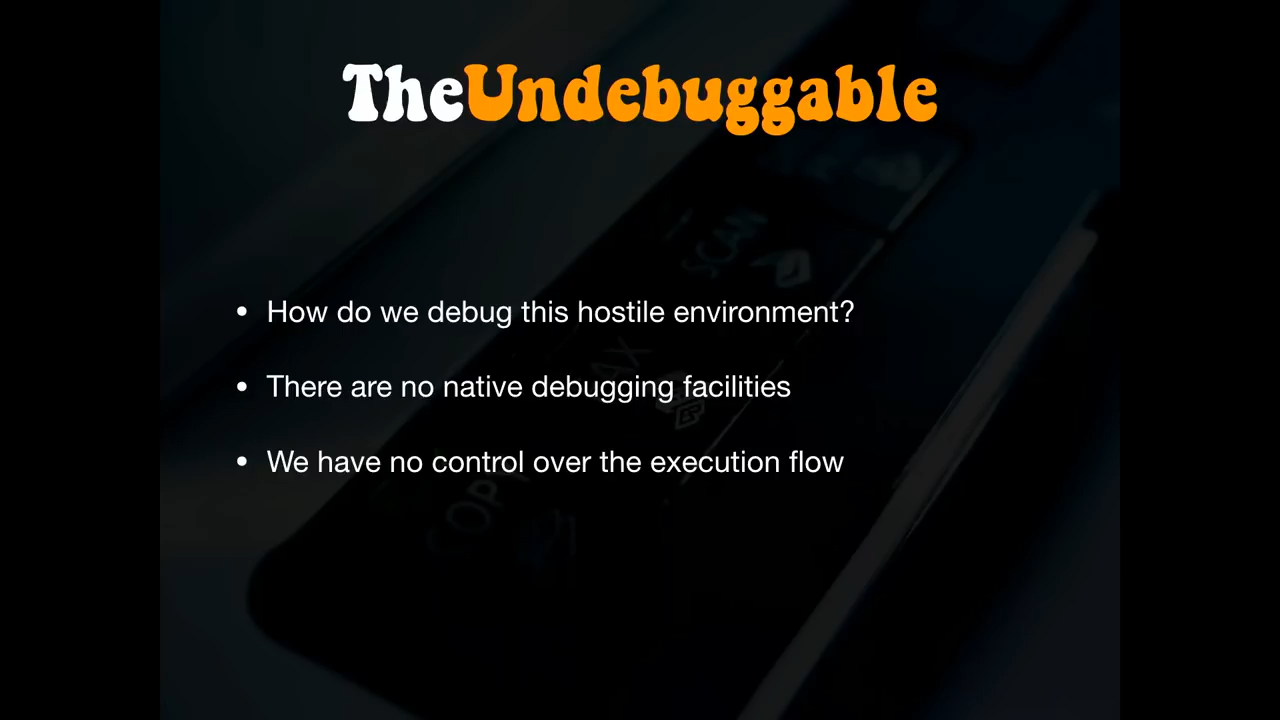 TheUndebuggable
• How do we debug this hostile environment?
SCAN
• There are no native debugging facilities
• We have no control over the execution flow